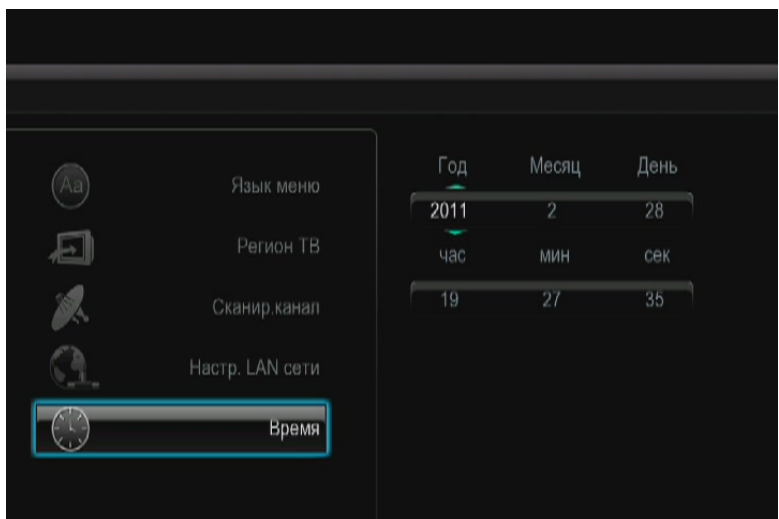 Aa
Язык меню
Регион ТВ
Сканир.канал
Настр. LAN сети
Время
Год Месяц День
2011 2 28
час мин сек
19 27 35